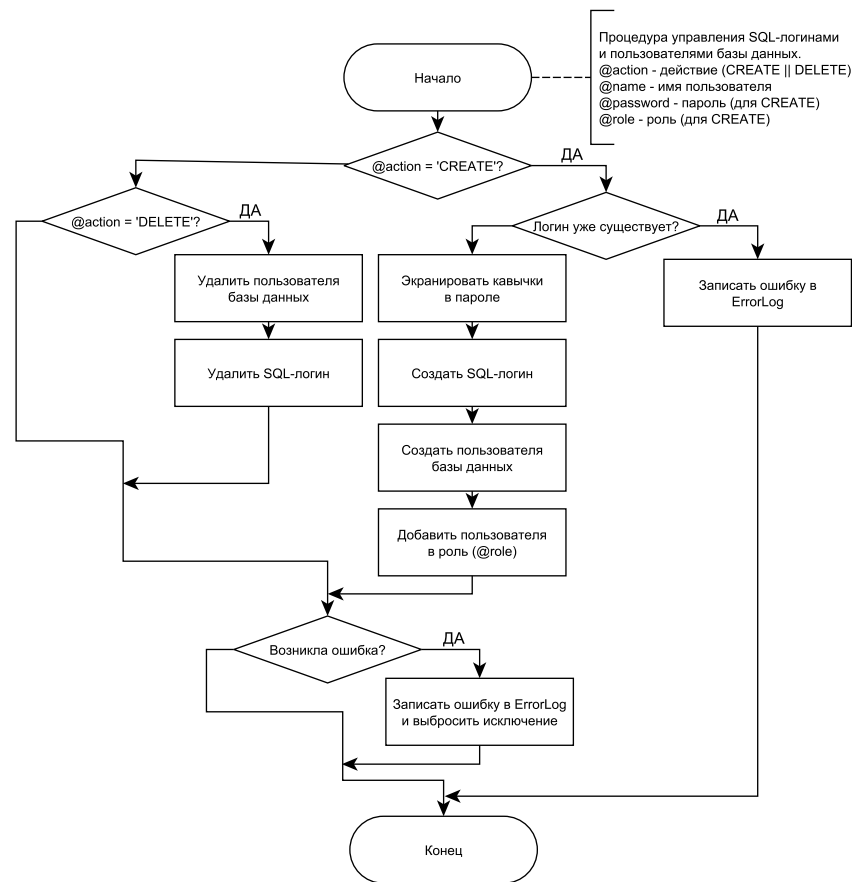 Начало
Процедура управления SQL-логинами
и пользователями базы данных.
@action - действие (CREATE || DELETE)
@name - имя пользователя
@password - пароль (для CREATE)
@role - роль (для CREATE)
@action = 'CREATE'?
ДА
@action = 'DELETE'?
ДА
Логин уже существует?
ДА
Удалить пользователя
базы данных
Экранировать кавычки
в пароле
Записать ошибку в
ErrorLog
Удалить SQL-логин
Создать SQL-логин
Создать пользователя
базы данных
Добавить пользователя
в роль (@role)
Возникла ошибка?
ДА
Записать ошибку в ErrorLog
и выбросить исключение
Конец